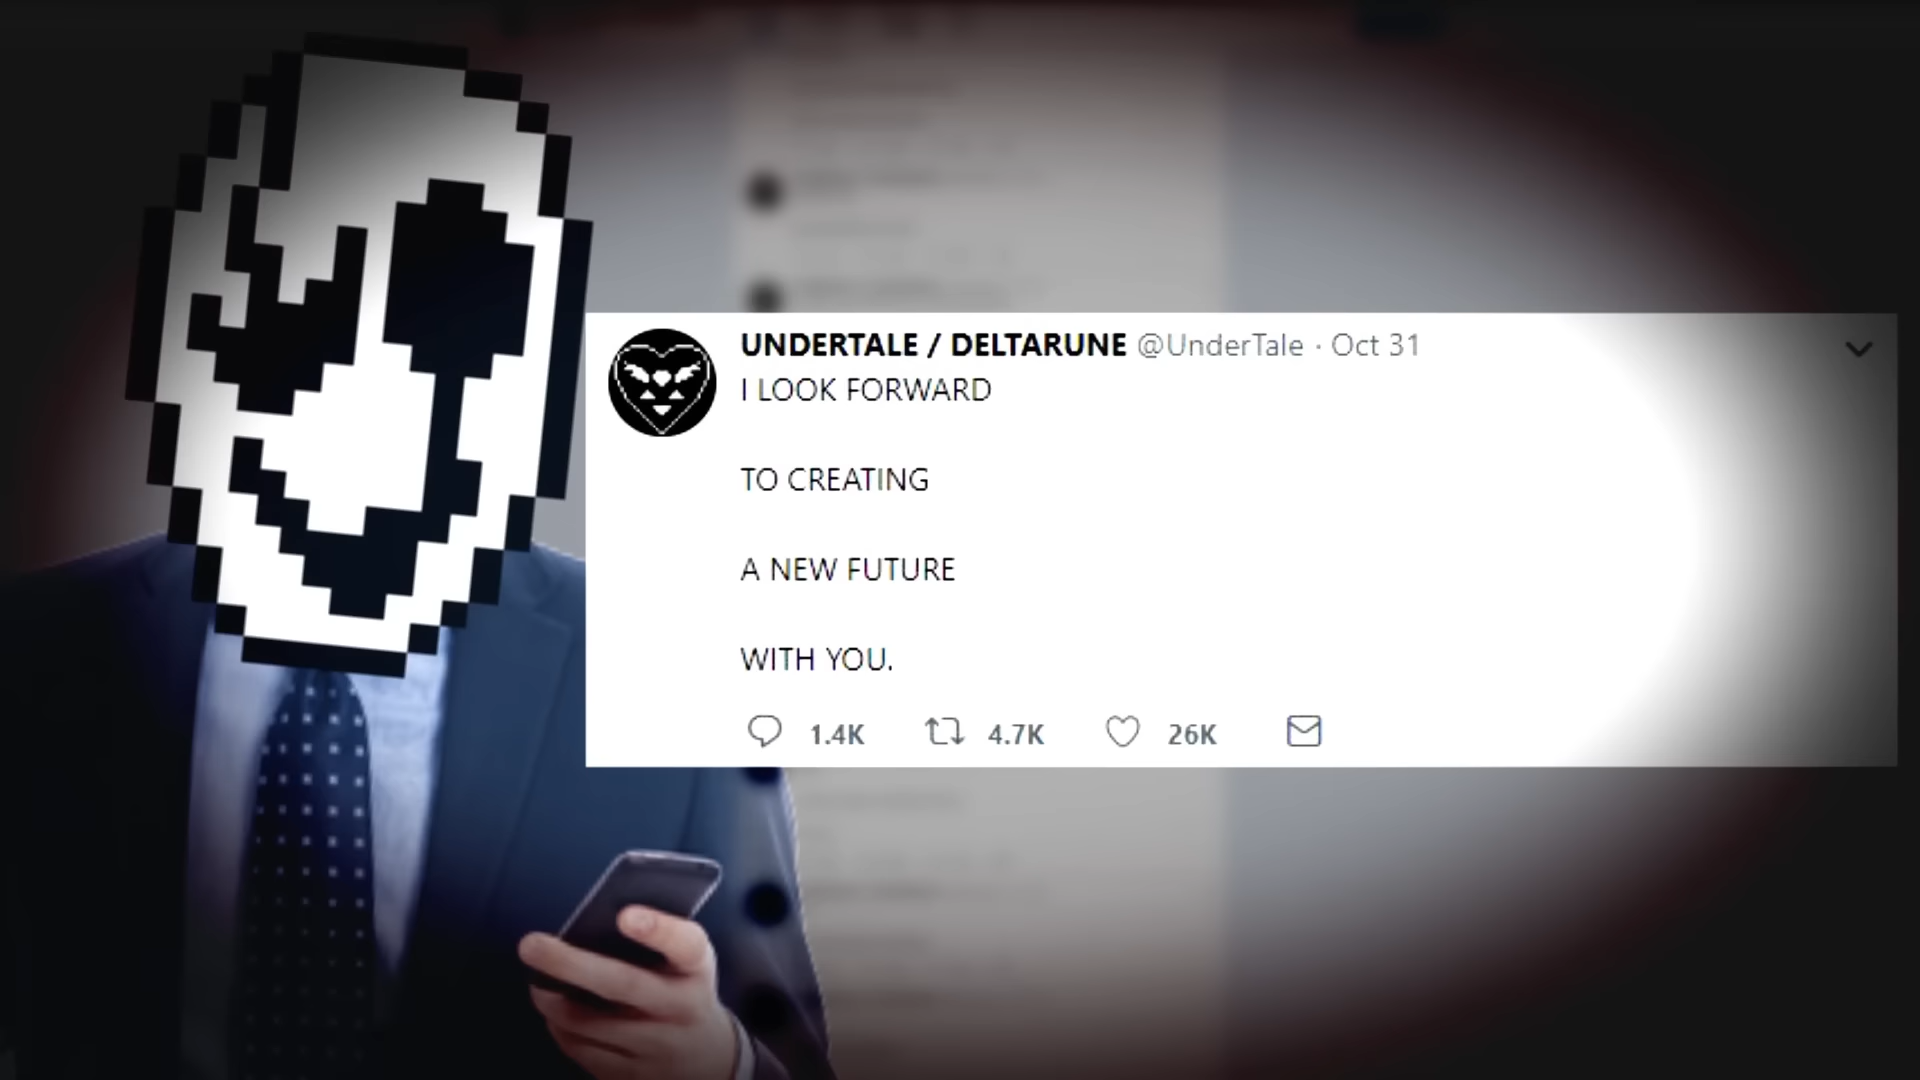 UNDERTALE / DELTARUNE @UnderTale · Oct 31
I LOOK FORWARD
TO CREATING
A NEW FUTURE
WITH YOU.
1.4K 4.7K 26K